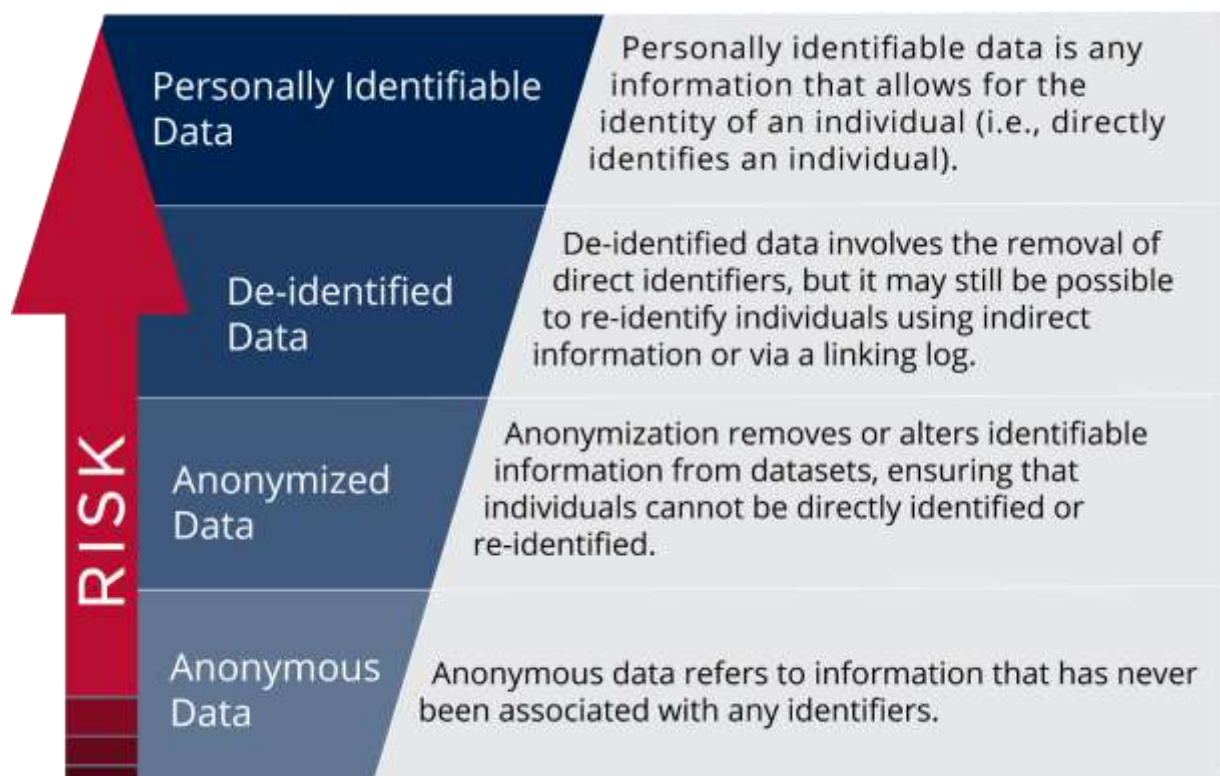 Personally Identifiable
Data
Personally identifiable data is any
information that allows for the
identity of an individual (i.e., directly
identifies an individual).
De-identified
Data
De-identified data involves the removal of
direct identifiers, but it may still be possible
to re-identify individuals using indirect
information or via a linking log.
Anonymized
Data
Anonymization removes or alters identifiable
information from datasets, ensuring that
individuals cannot be directly identified or
re-identified.
Anonymous
Data
Anonymous data refers to information that has never
been associated with any identifiers.
RISK